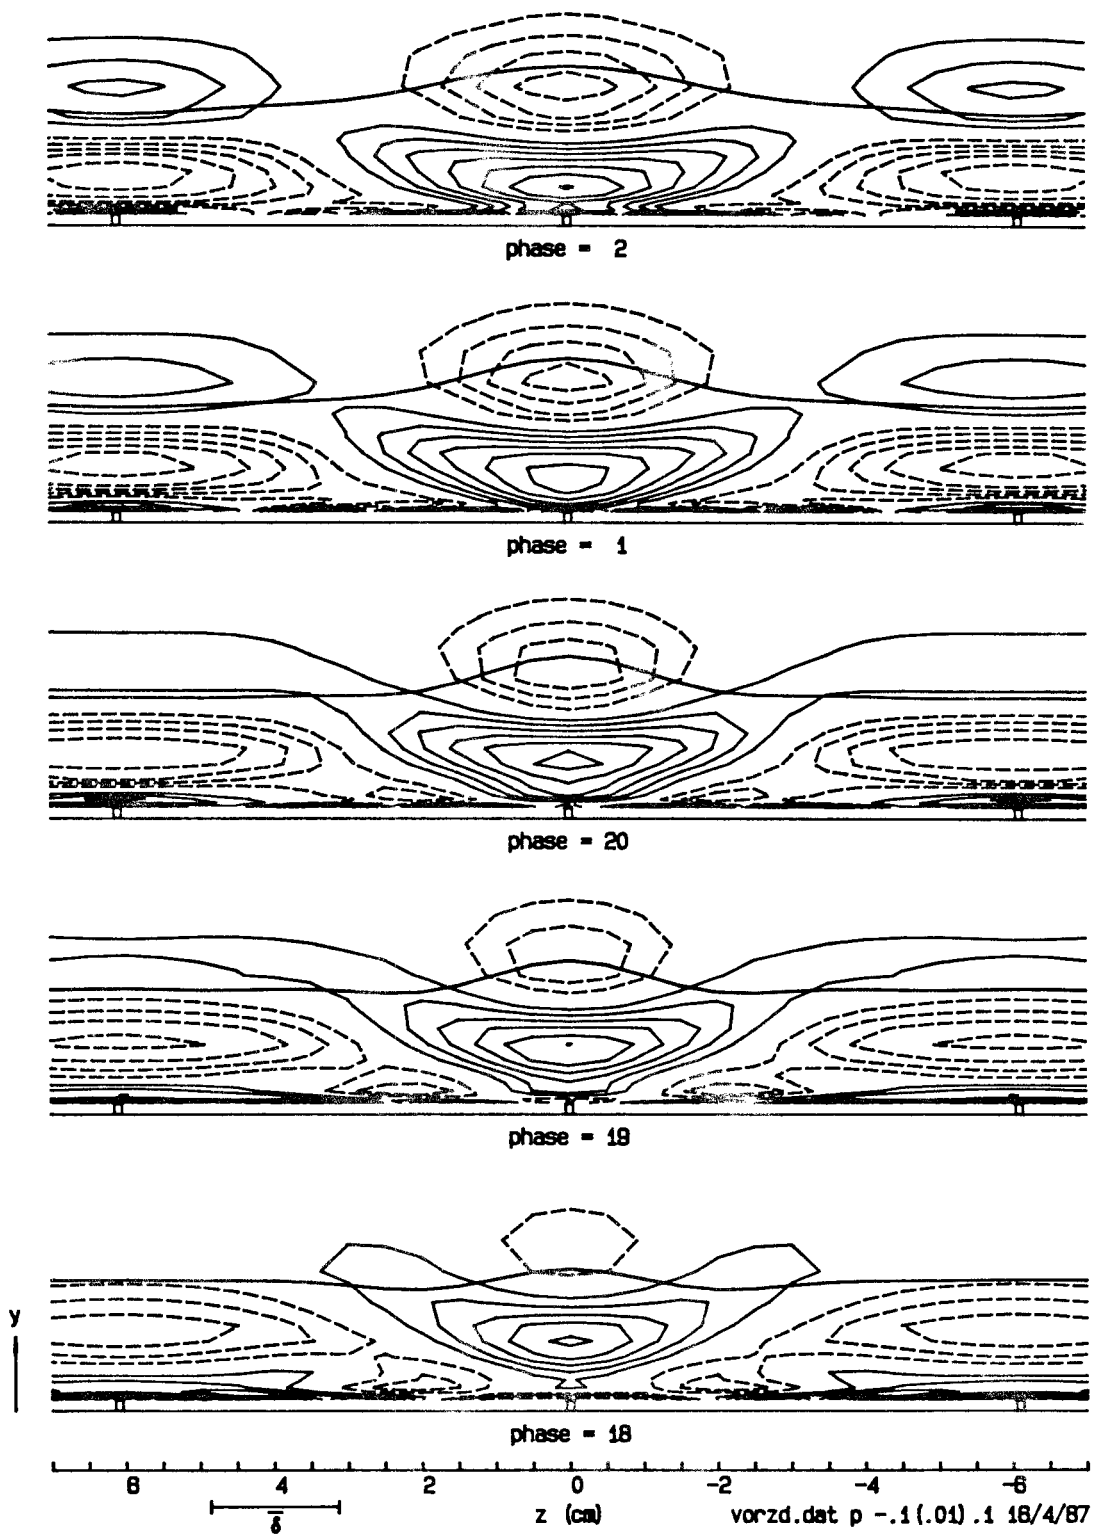 phase = 2
phase = 1
phase = 20
phase = 19
y
phase = 18
6 4 2 0 -2 -4 -6
δ̄
z (cm)
vorzd.dat p -.1(.01).1 16/4/87